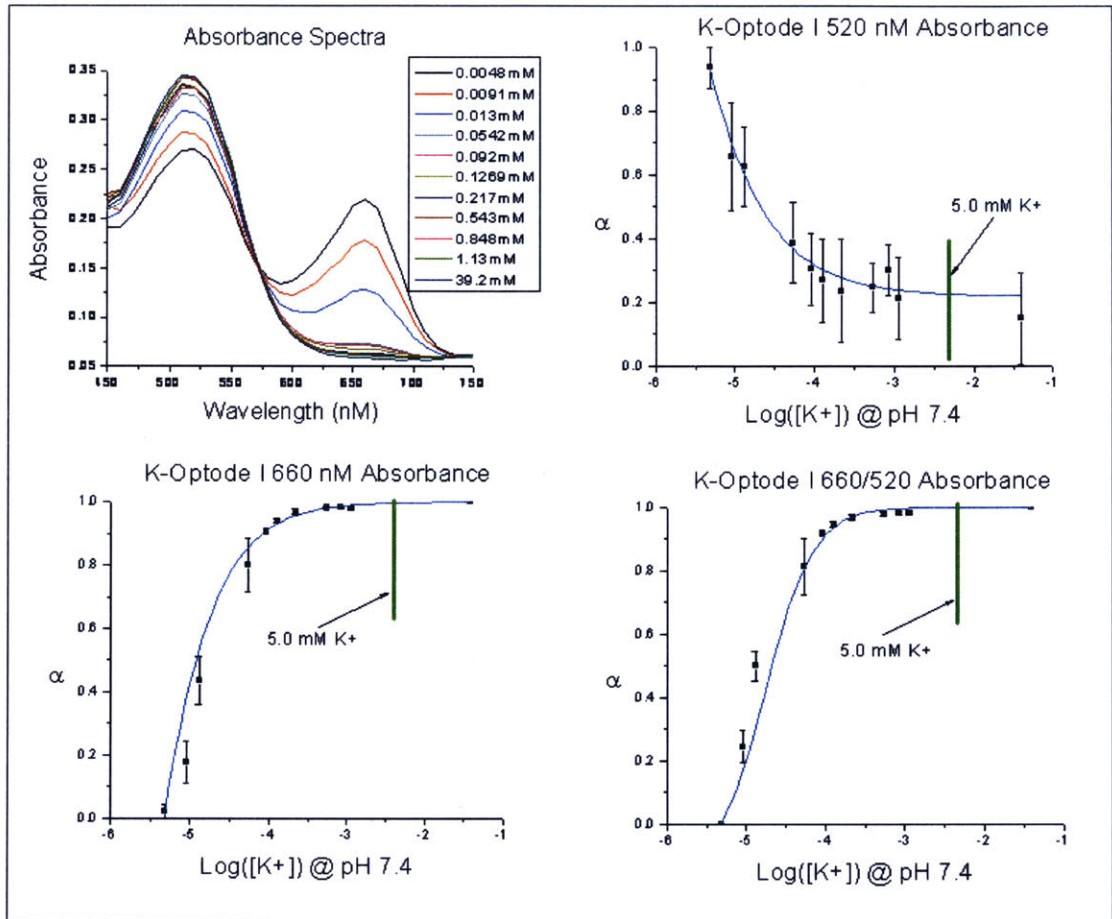 Absorbance Spectra
Absorbance
0.35
0.30
0.25
0.20
0.15
0.10
0.05
450
500
550
600
650
700
750
Wavelength (nM)
0.0048mM
0.0091mM
0.013mM
0.0542mM
0.092mM
0.1269mM
0.217mM
0.543mM
0.848mM
1.13mM
39.2mM
K-Optode I 520 nM Absorbance
α
1.0
0.8
0.6
0.4
0.2
0.0
5.0 mM K+
-6
-5
-4
-3
-2
-1
Log([K+]) @ pH 7.4
K-Optode I 660 nM Absorbance
α
1.0
0.8
0.6
0.4
0.2
0.0
5.0 mM K+
-6
-5
-4
-3
-2
-1
Log([K+]) @ pH 7.4
K-Optode I 660/520 Absorbance
α
1.0
0.8
0.6
0.4
0.2
0.0
5.0 mM K+
-6
-5
-4
-3
-2
-1
Log([K+]) @ pH 7.4